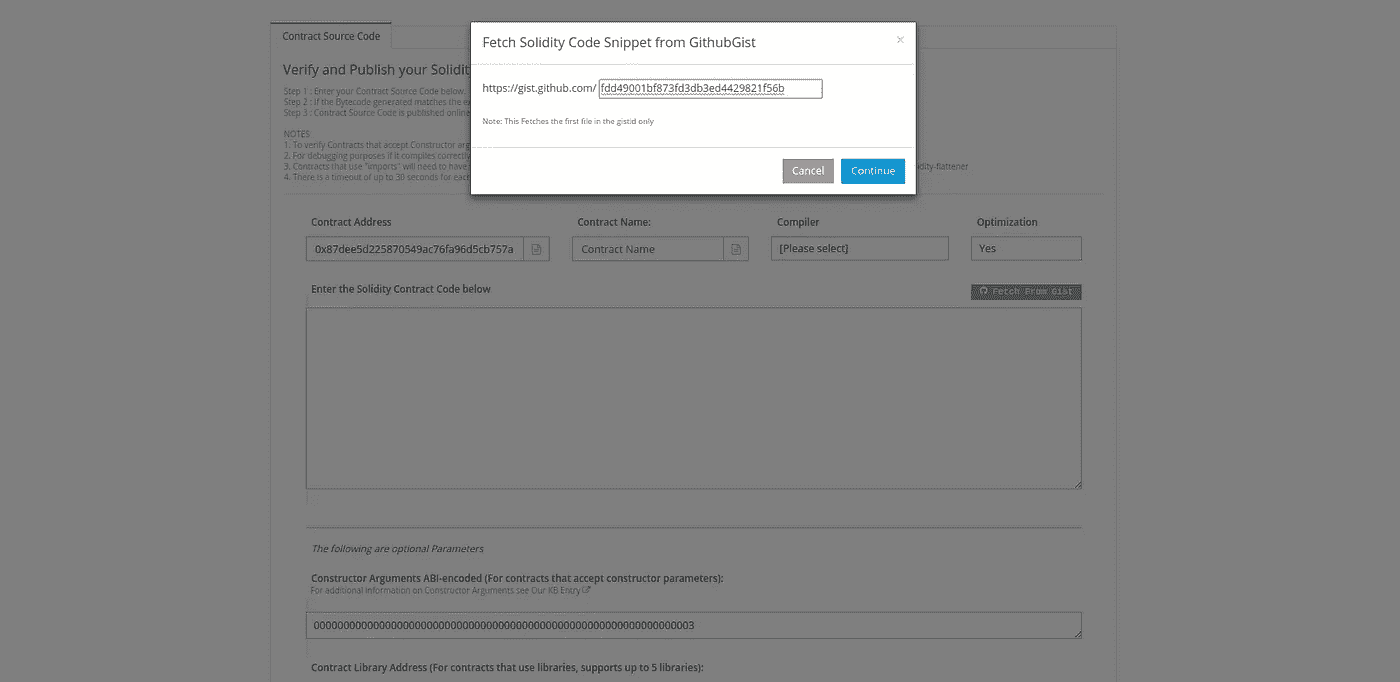 Contract Source Code
Fetch Solidity Code Snippet from GithubGist
×
https://gist.github.com/ fdd49001bf873fd3db3ed4429821f56b
Note: This Fetches the first file in the gistid only
Cancel
Continue
Verify and Publish your Solidit
Step 1 : Enter your Contract Source Code below.
Step 2 : If the Bytecode generated matches the ex
Step 3 : Contract Source Code is published online
NOTES
1. To verify Contracts that accept Constructor arg
2. For debugging purposes if it compiles correctly
3. Contracts that use "imports" will need to have dity-flattener
4. There is a timeout of up to 30 seconds for each
Contract Address Contract Name: Compiler Optimization
0x87dee5d225870549ac76fa96d5cb757a Contract Name [Please select] Yes
Enter the Solidity Contract Code below Fetch From Gist
The following are optional Parameters
Constructor Arguments ABI-encoded (For contracts that accept constructor parameters):
For additional information on Constructor Arguments see Our KB Entry
0000000000000000000000000000000000000000000000000000000000000003
Contract Library Address (For contracts that use libraries, supports up to 5 libraries):